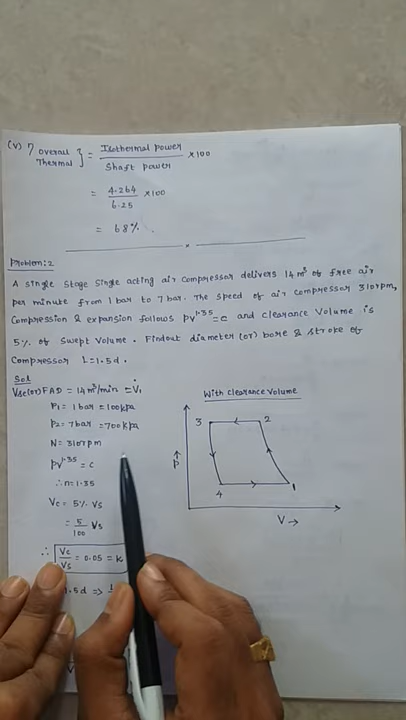 (V) η overall thermal } = Isothermal power / Shaft power ×100
= 4.264 / 6.25 ×100
= 68%.
Problem:2
A single stage single acting air compressor delivers 14 m³ of free air
per minute from 1 bar to 7 bar. The speed of air compressor 310rpm,
compression & expansion follows PV^1.35=c and clearance volume is
5% of swept volume. Findout diameter (or) bore & stroke of
compressor L=1.5d.
Sol
FAD = 14 m³/min = V̇₁
With clearance volume
P₁= 1 bar =100kpa
P₂= 7bar =700kpa
N= 310rpm
PV^1.35 = c
∴ n=1.35
Vc = 5% Vs
= 5/100 Vs
∴ Vc/Vs = 0.05 = k
1.5d ⇒
3 2
↑ P
4 1
V →